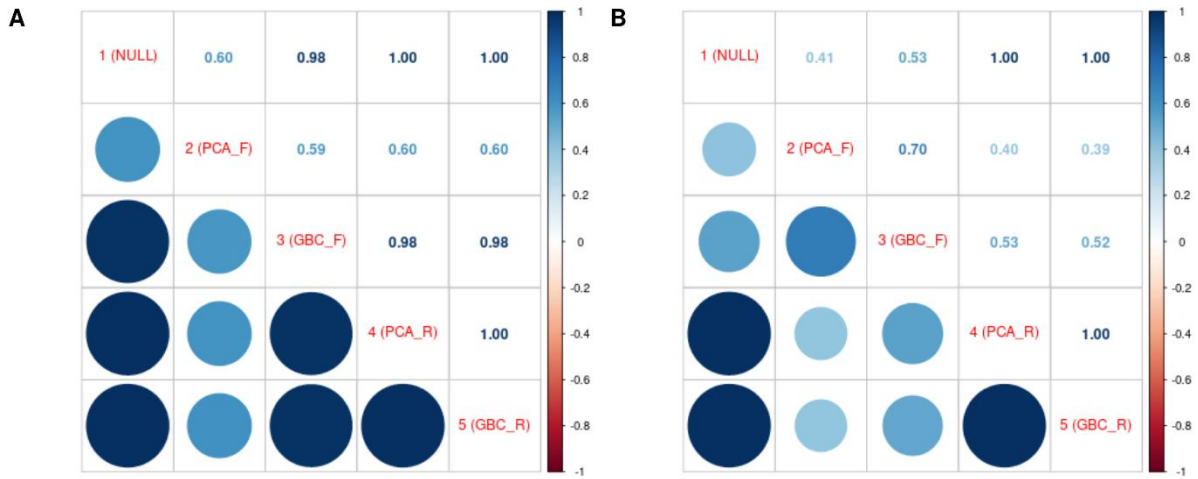 A
1 (NULL) 0.60 0.98 1.00 1.00
2 (PCA_F) 0.59 0.60 0.60
3 (GBC_F) 0.98 0.98
4 (PCA_R) 1.00
5 (GBC_R)
1
0.8
0.6
0.4
0.2
0
-0.2
-0.4
-0.6
-0.8
-1
B
1 (NULL) 0.41 0.53 1.00 1.00
2 (PCA_F) 0.70 0.40 0.39
3 (GBC_F) 0.53 0.52
4 (PCA_R) 1.00
5 (GBC_R)
1
0.8
0.6
0.4
0.2
0
-0.2
-0.4
-0.6
-0.8
-1